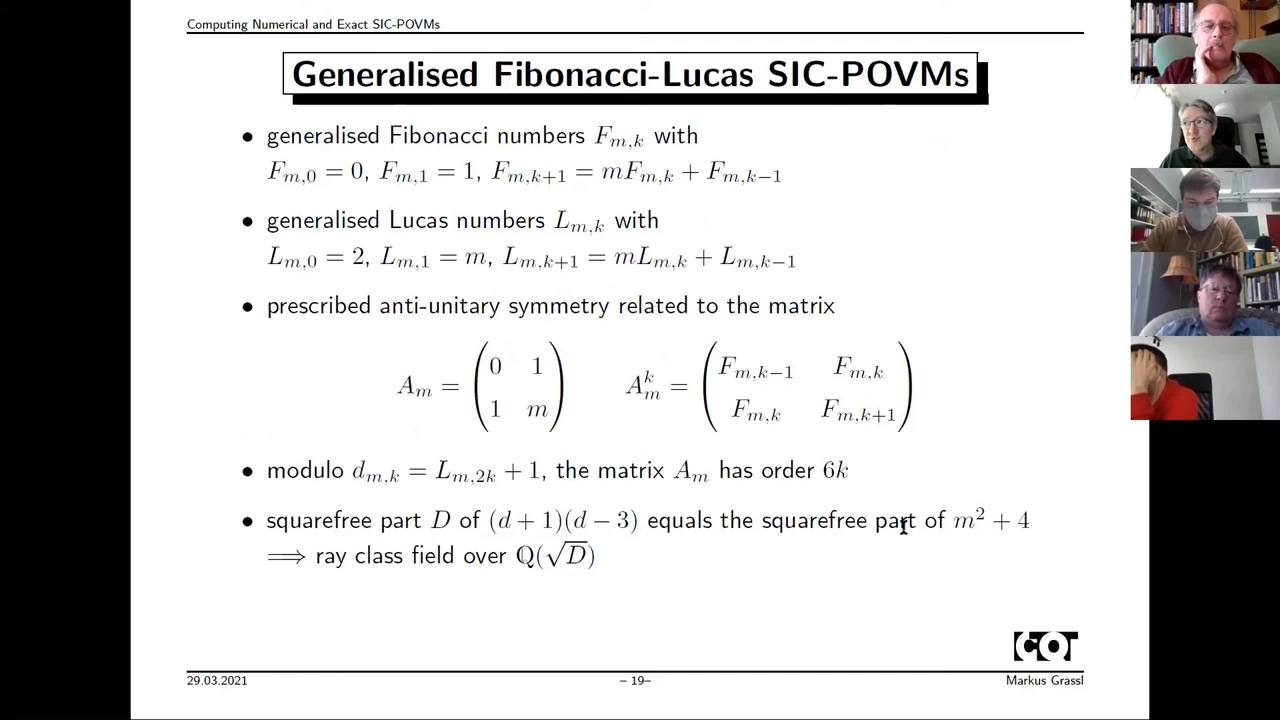 Computing Numerical and Exact SIC-POVMs
Generalised Fibonacci-Lucas SIC-POVMs
• generalised Fibonacci numbers F_{m,k} with
F_{m,0} = 0, F_{m,1} = 1, F_{m,k+1} = mF_{m,k} + F_{m,k−1}
• generalised Lucas numbers L_{m,k} with
L_{m,0} = 2, L_{m,1} = m, L_{m,k+1} = mL_{m,k} + L_{m,k−1}
• prescribed anti-unitary symmetry related to the matrix
A_m = (0 1; 1 m) A_m^k = (F_{m,k−1} F_{m,k}; F_{m,k} F_{m,k+1})
• modulo d_{m,k} = L_{m,2k} + 1, the matrix A_m has order 6k
• squarefree part D of (d + 1)(d − 3) equals the squarefree part of m² + 4
⟹ ray class field over ℚ(√D)
CQT
29.03.2021
–19–
Markus Grassl